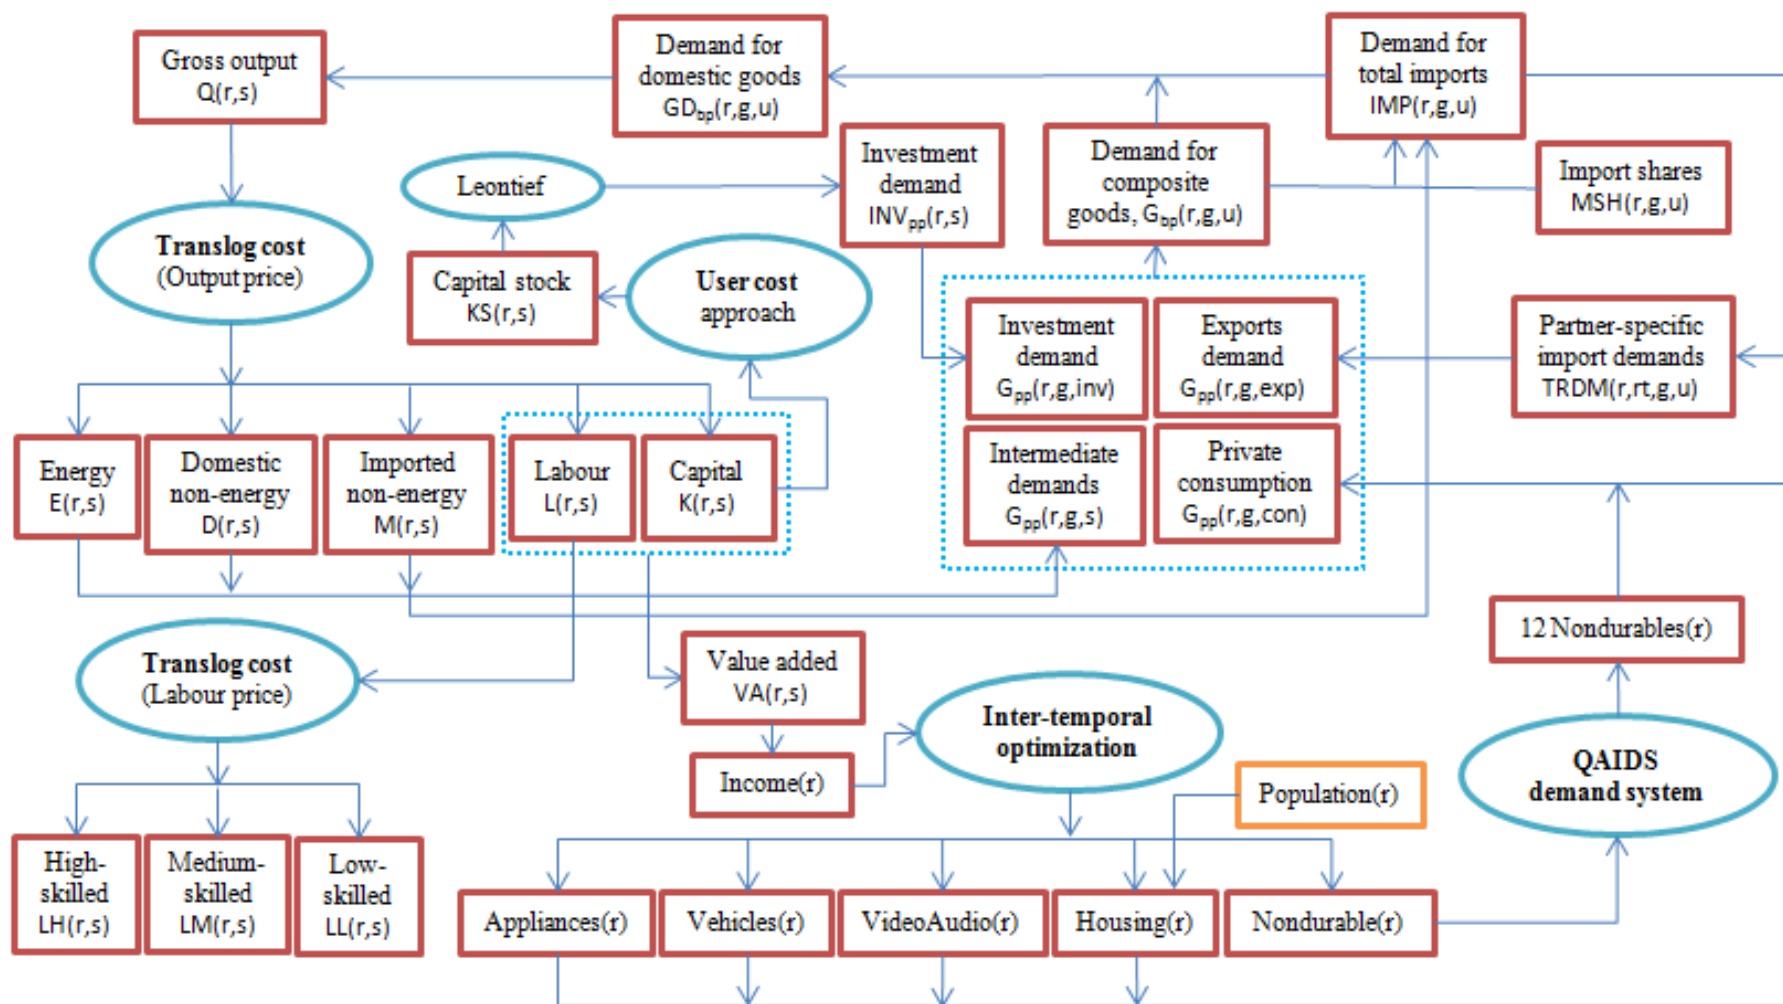 Gross output
Q(r,s)
Demand for
domestic goods
GDbp(r,g,u)
Demand for
total imports
IMP(r,g,u)
Leontief
Investment
demand
INVpp(r,s)
Demand for
composite
goods, Gbp(r,g,u)
Import shares
MSH(r,g,u)
Translog cost
(Output price)
Capital stock
KS(r,s)
User cost
approach
Investment
demand
Gpp(r,g,inv)
Exports
demand
Gpp(r,g,exp)
Partner-specific
import demands
TRDM(r,rt,g,u)
Energy
E(r,s)
Domestic
non-energy
D(r,s)
Imported
non-energy
M(r,s)
Labour
L(r,s)
Capital
K(r,s)
Intermediate
demands
Gpp(r,g,s)
Private
consumption
Gpp(r,g,con)
12 Nondurables(r)
Translog cost
(Labour price)
Value added
VA(r,s)
Inter-temporal
optimization
Income(r)
Population(r)
QAIDS
demand system
High-
skilled
LH(r,s)
Medium-
skilled
LM(r,s)
Low-
skilled
LL(r,s)
Appliances(r)
Vehicles(r)
VideoAudio(r)
Housing(r)
Nondurable(r)